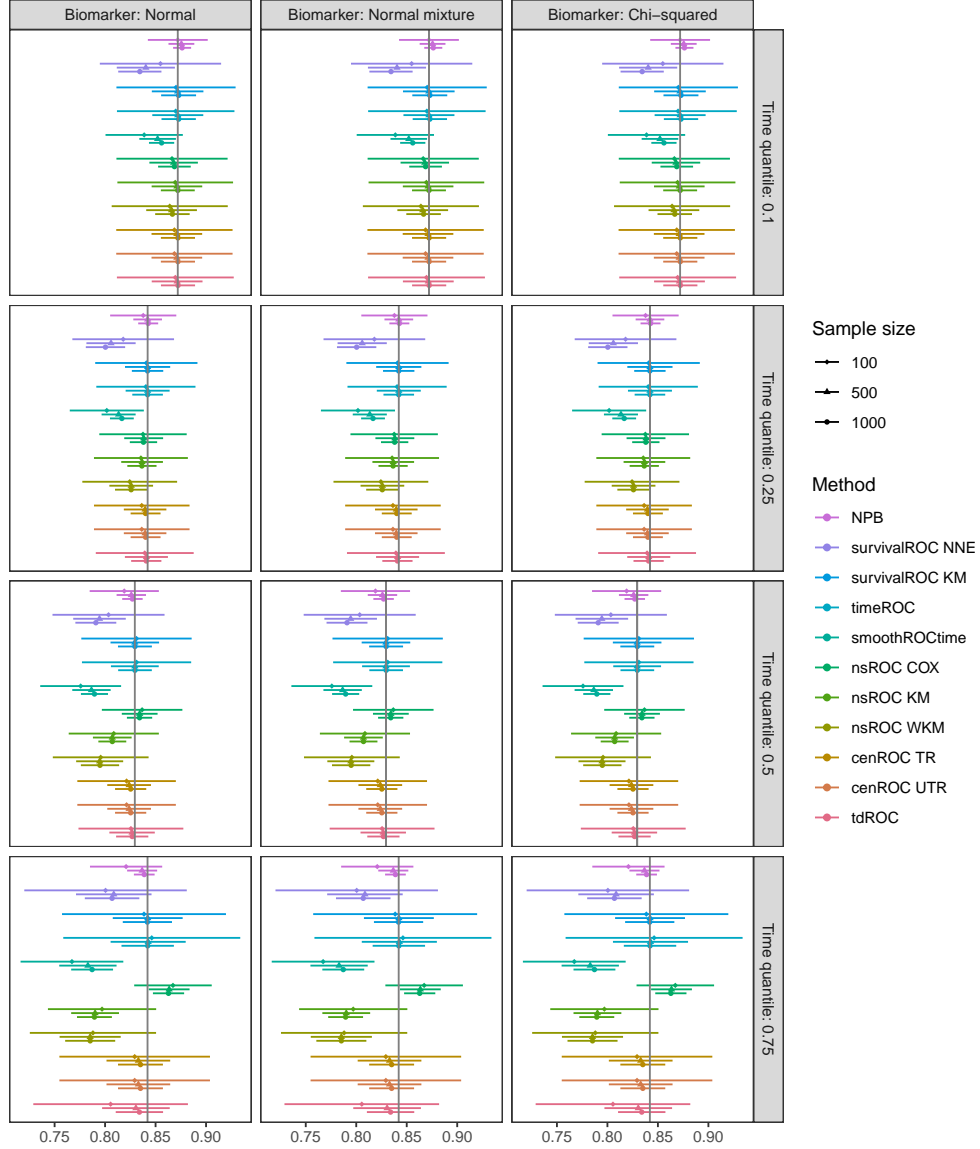 Biomarker: Normal
Biomarker: Normal mixture
Biomarker: Chi−squared
Time quantile: 0.1
Time quantile: 0.25
Time quantile: 0.5
Time quantile: 0.75
0.75 0.80 0.85 0.90
0.75 0.80 0.85 0.90
0.75 0.80 0.85 0.90
Sample size
100
500
1000
Method
NPB
survivalROC NNE
survivalROC KM
timeROC
smoothROCtime
nsROC COX
nsROC KM
nsROC WKM
cenROC TR
cenROC UTR
tdROC